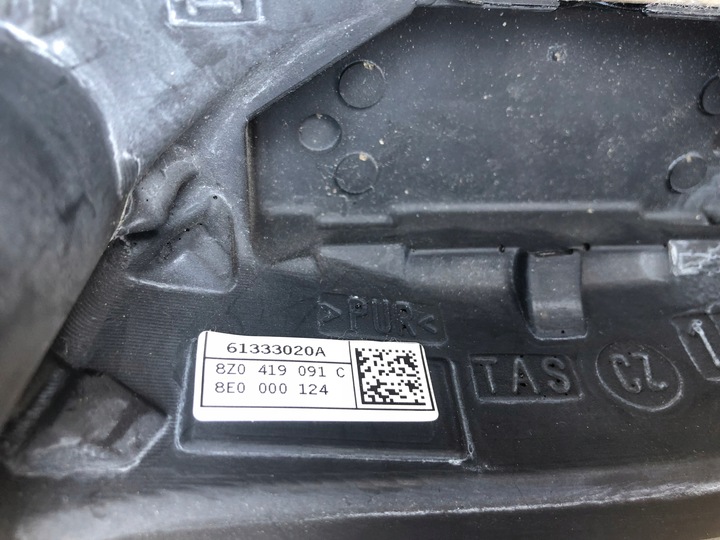 >PUR<
61333020A
8Z0 419 091 C
8E0 000 124
TAS
CZ